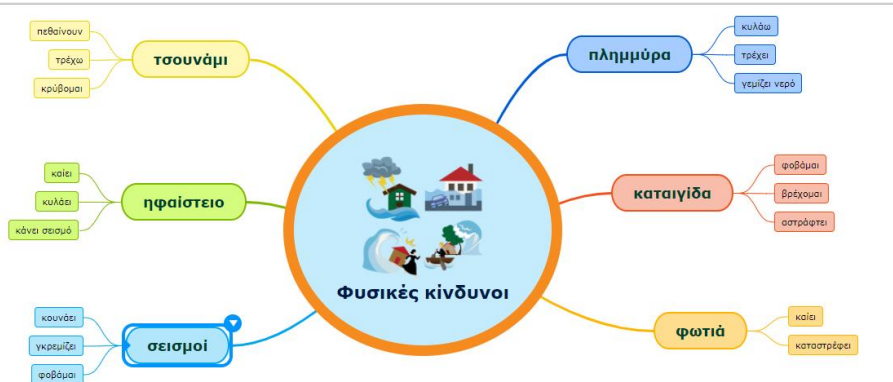 πεθαίνουν
τρέχω
κρύβομαι
τσουνάμι
καίει
κυλάει
κάνει σεισμό
ηφαίστειο
κουνάει
γκρεμίζει
φοβάμαι
σεισμοί
Φυσικές κίνδυνοι
πλημμύρα
κυλάω
τρέχει
γεμίζει νερό
καταιγίδα
φοβάμαι
βρέχομαι
αστράφτει
φωτιά
καίει
καταστρέφει